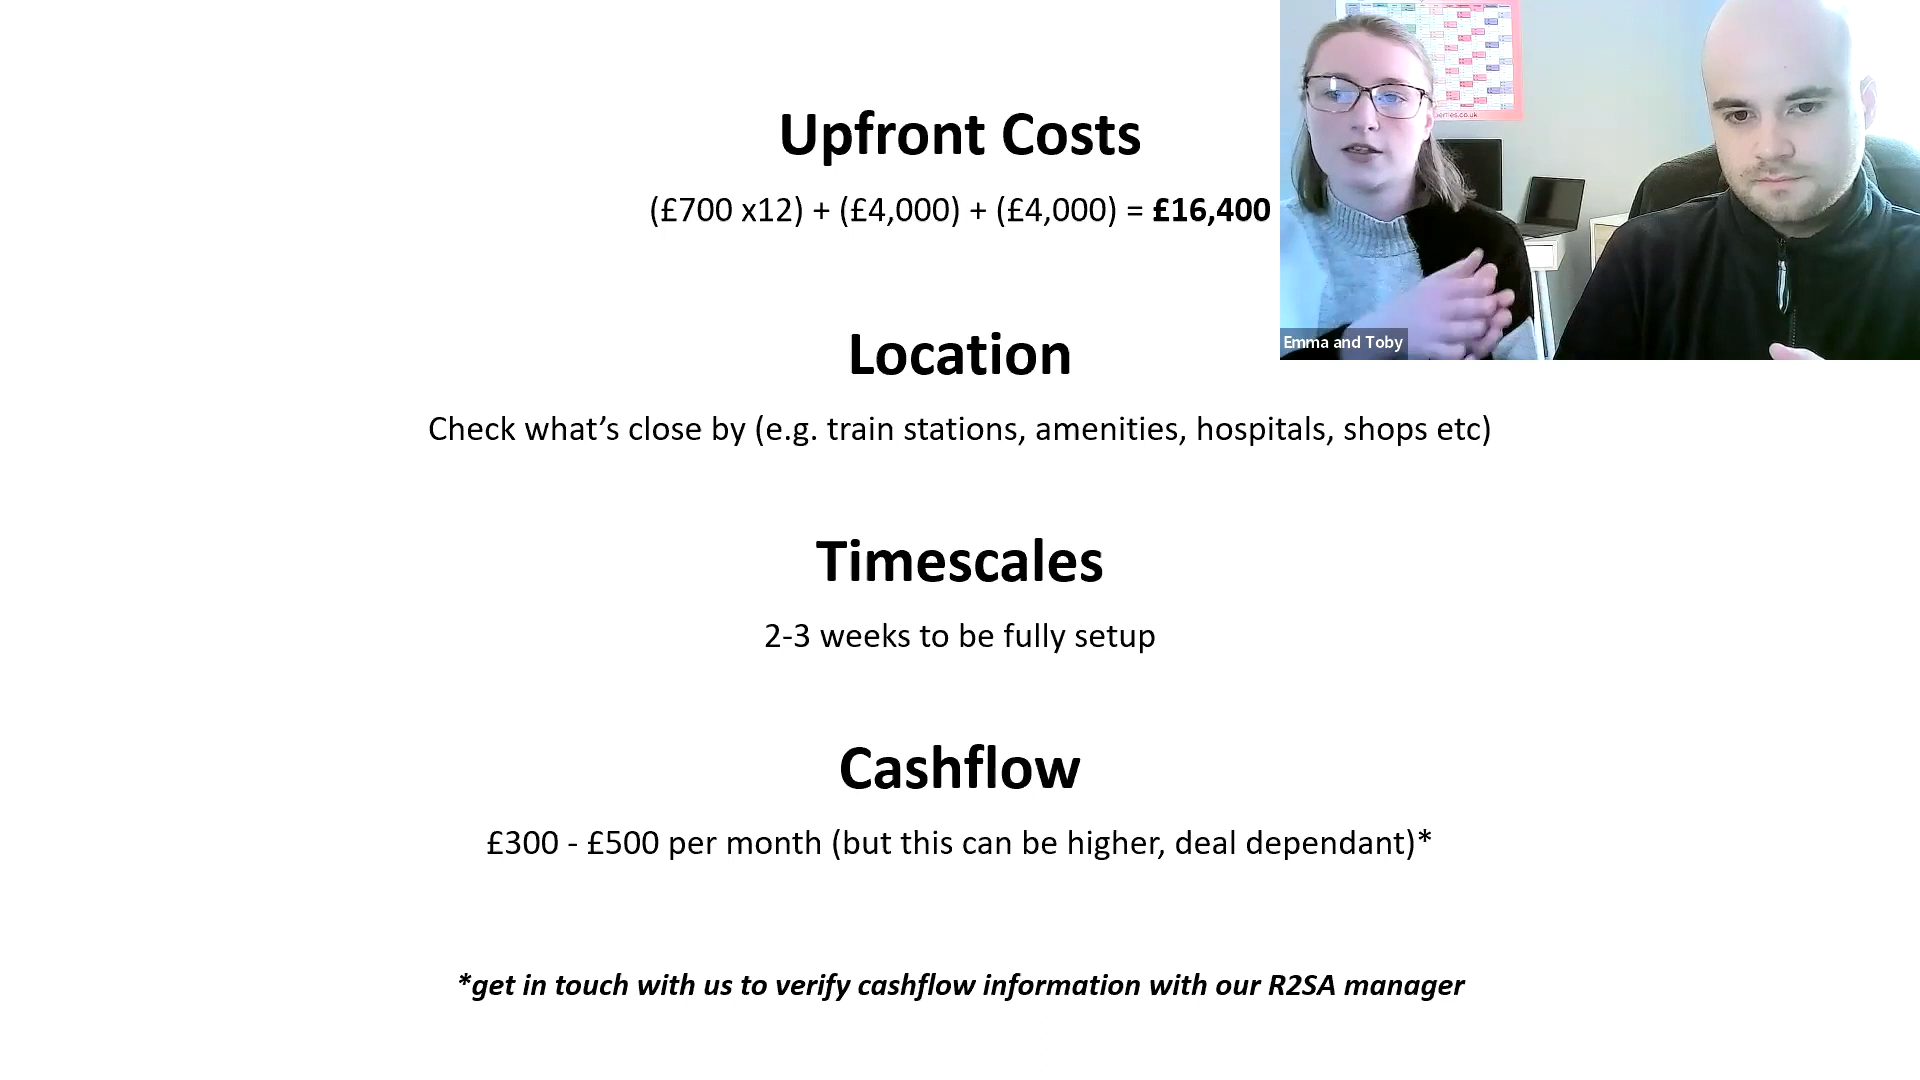 Upfront Costs
(£700 x12) + (£4,000) + (£4,000) = £16,400
Emma and Toby
Location
Check what’s close by (e.g. train stations, amenities, hospitals, shops etc)
Timescales
2-3 weeks to be fully setup
Cashflow
£300 - £500 per month (but this can be higher, deal dependant)*
*get in touch with us to verify cashflow information with our R2SA manager